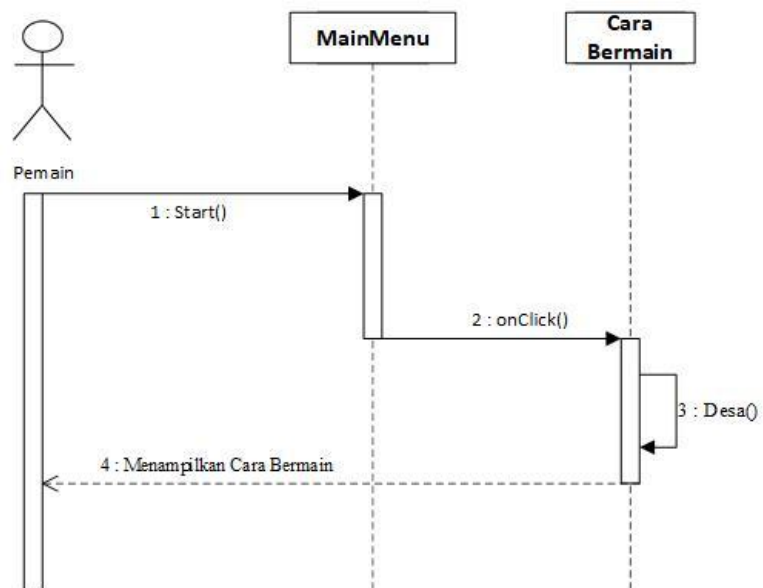 MainMenu
Cara
Bermain
Pemain
1 : Start()
2 : onClick()
3 : Desa()
4 : Menampilkan Cara Bermain